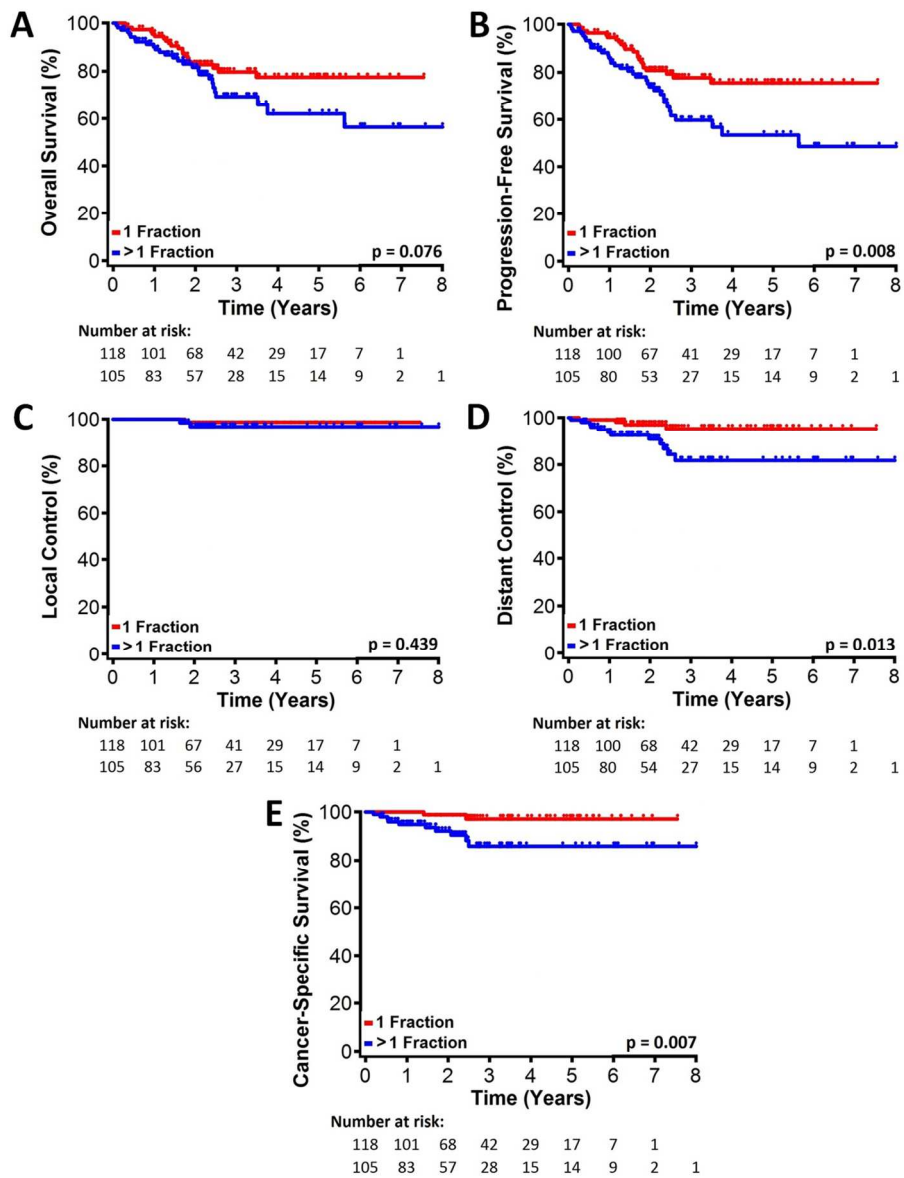 A
Overall Survival (%)
100
80
60
40
20
0
1 Fraction
> 1 Fraction
p = 0.076
0 1 2 3 4 5 6 7 8
Time (Years)
Number at risk:
118 101 68 42 29 17 7 1
105 83 57 28 15 14 9 2 1
B
Progression-Free Survival (%)
100
80
60
40
20
0
1 Fraction
> 1 Fraction
p = 0.008
0 1 2 3 4 5 6 7 8
Time (Years)
Number at risk:
118 100 67 41 29 17 7 1
105 80 53 27 15 14 9 2 1
C
Local Control (%)
100
80
60
40
20
0
1 Fraction
> 1 Fraction
p = 0.439
0 1 2 3 4 5 6 7 8
Time (Years)
Number at risk:
118 101 67 41 29 17 7 1
105 83 56 27 15 14 9 2 1
D
Distant Control (%)
100
80
60
40
20
0
1 Fraction
> 1 Fraction
p = 0.013
0 1 2 3 4 5 6 7 8
Time (Years)
Number at risk:
118 100 68 42 29 17 7 1
105 80 54 27 15 14 9 2 1
E
Cancer-Specific Survival (%)
100
80
60
40
20
0
1 Fraction
> 1 Fraction
p = 0.007
0 1 2 3 4 5 6 7 8
Time (Years)
Number at risk:
118 101 68 42 29 17 7 1
105 83 57 28 15 14 9 2 1